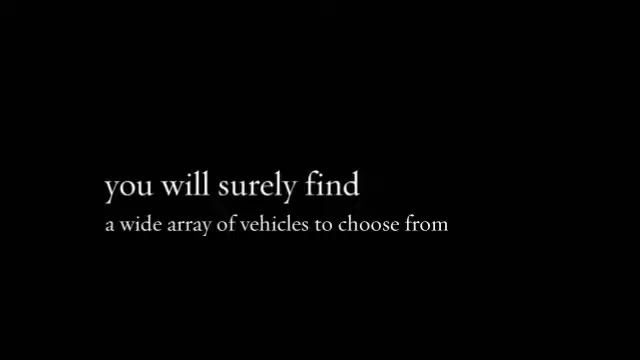 you will surely find
a wide array of vehicles to choose from